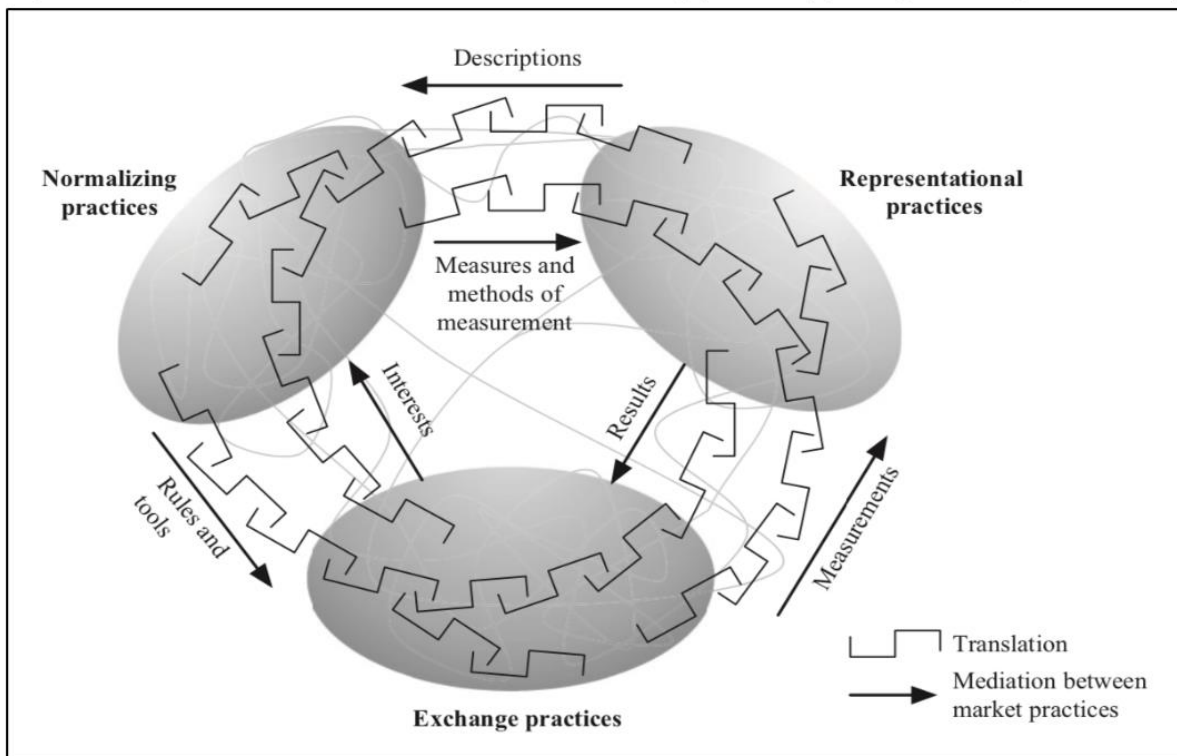 Descriptions
Normalizing
practices
Representational
practices
Measures and
methods of
measurement
Interests
Results
Rules and
tools
Measurements
Translation
Mediation between
market practices
Exchange practices